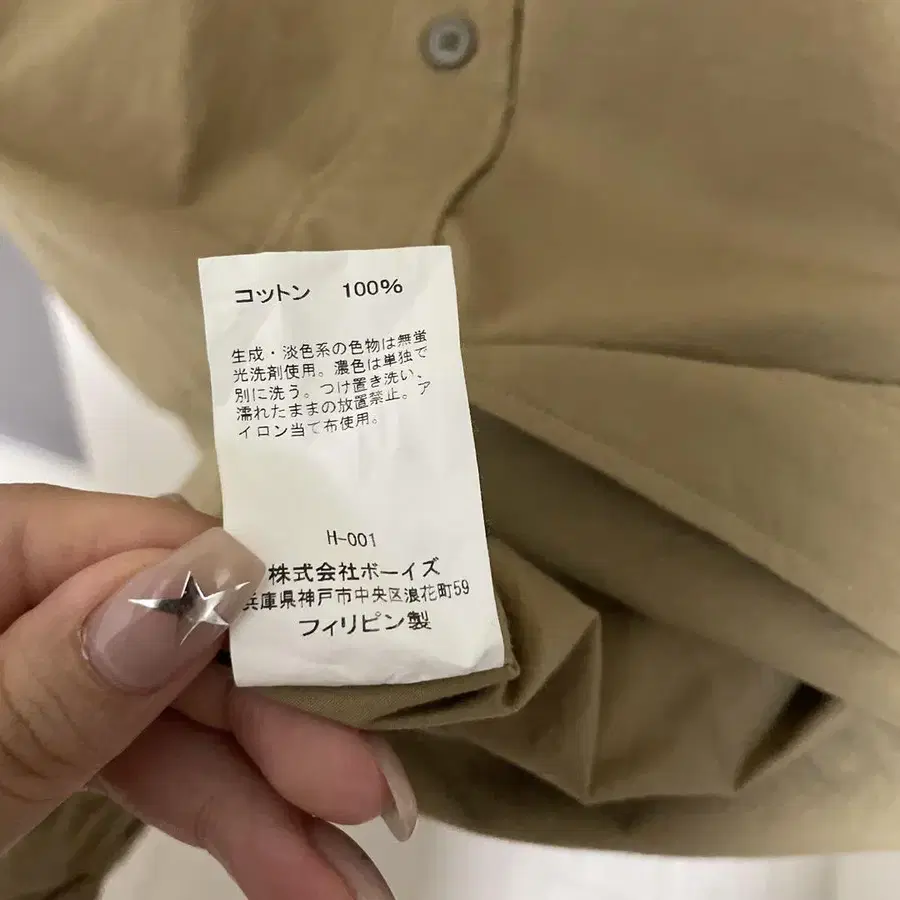 コットン 100%
生成・淡色系の色物は無蛍
光洗剤使用。濃色は単独で
別に洗う。つけ置き洗い、
濡れたままの放置禁止。ア
イロン当て布使用。
H-001
株式会社ボーイズ
兵庫県神戸市中央区浪花町59
フィリピン製